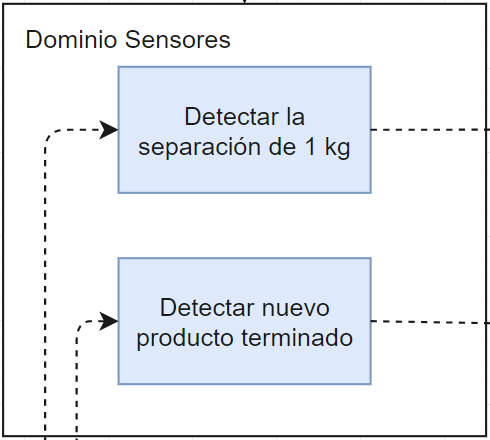 Dominio Sensores
Detectar la
separación de 1 kg
Detectar nuevo
producto terminado